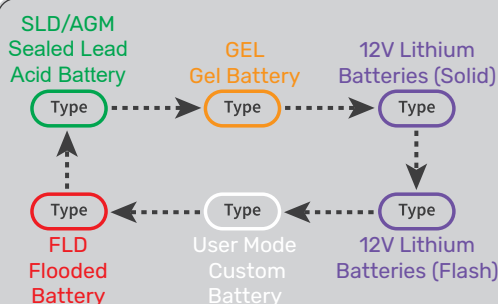 SLD/AGM
Sealed Lead
Acid Battery
GEL
Gel Battery
12V Lithium
Batteries (Solid)
Type
Type
Type
Type
Type
Type
FLD
Flooded
Battery
User Mode
Custom
Battery
12V Lithium
Batteries (Flash)